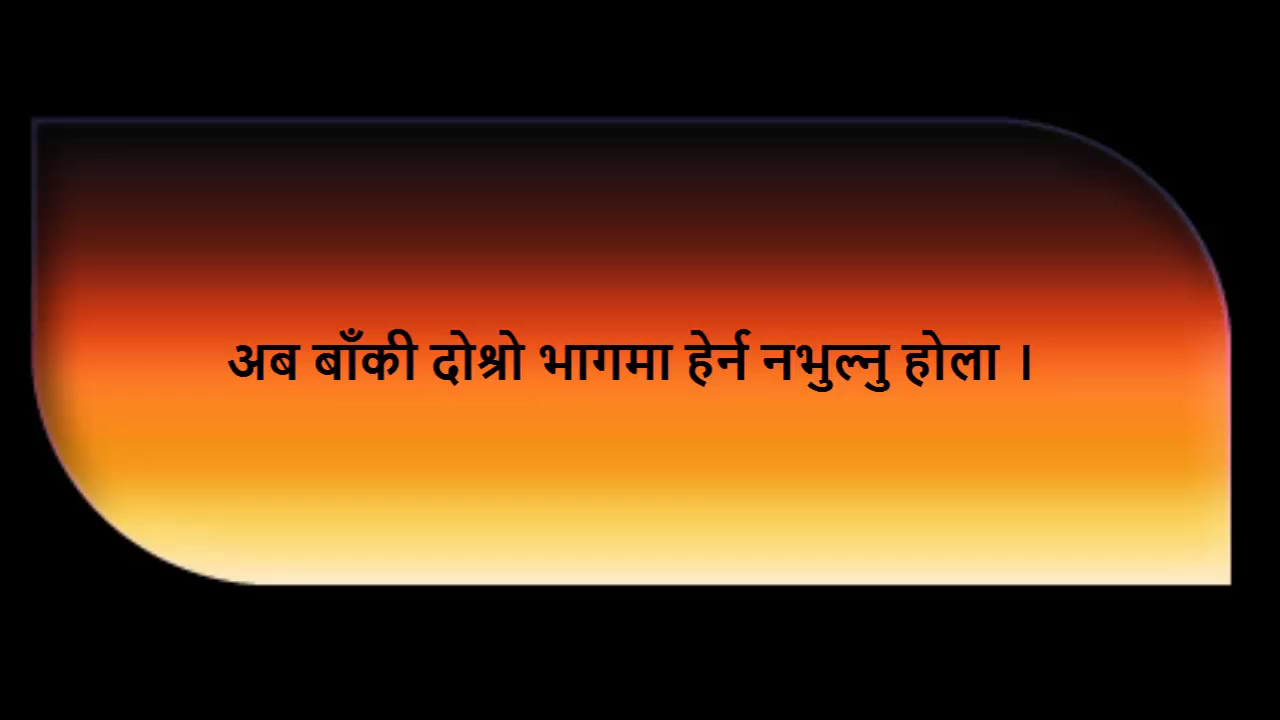 अब बाँकी दोश्रो भागमा हेर्न नभुल्नु होला ।